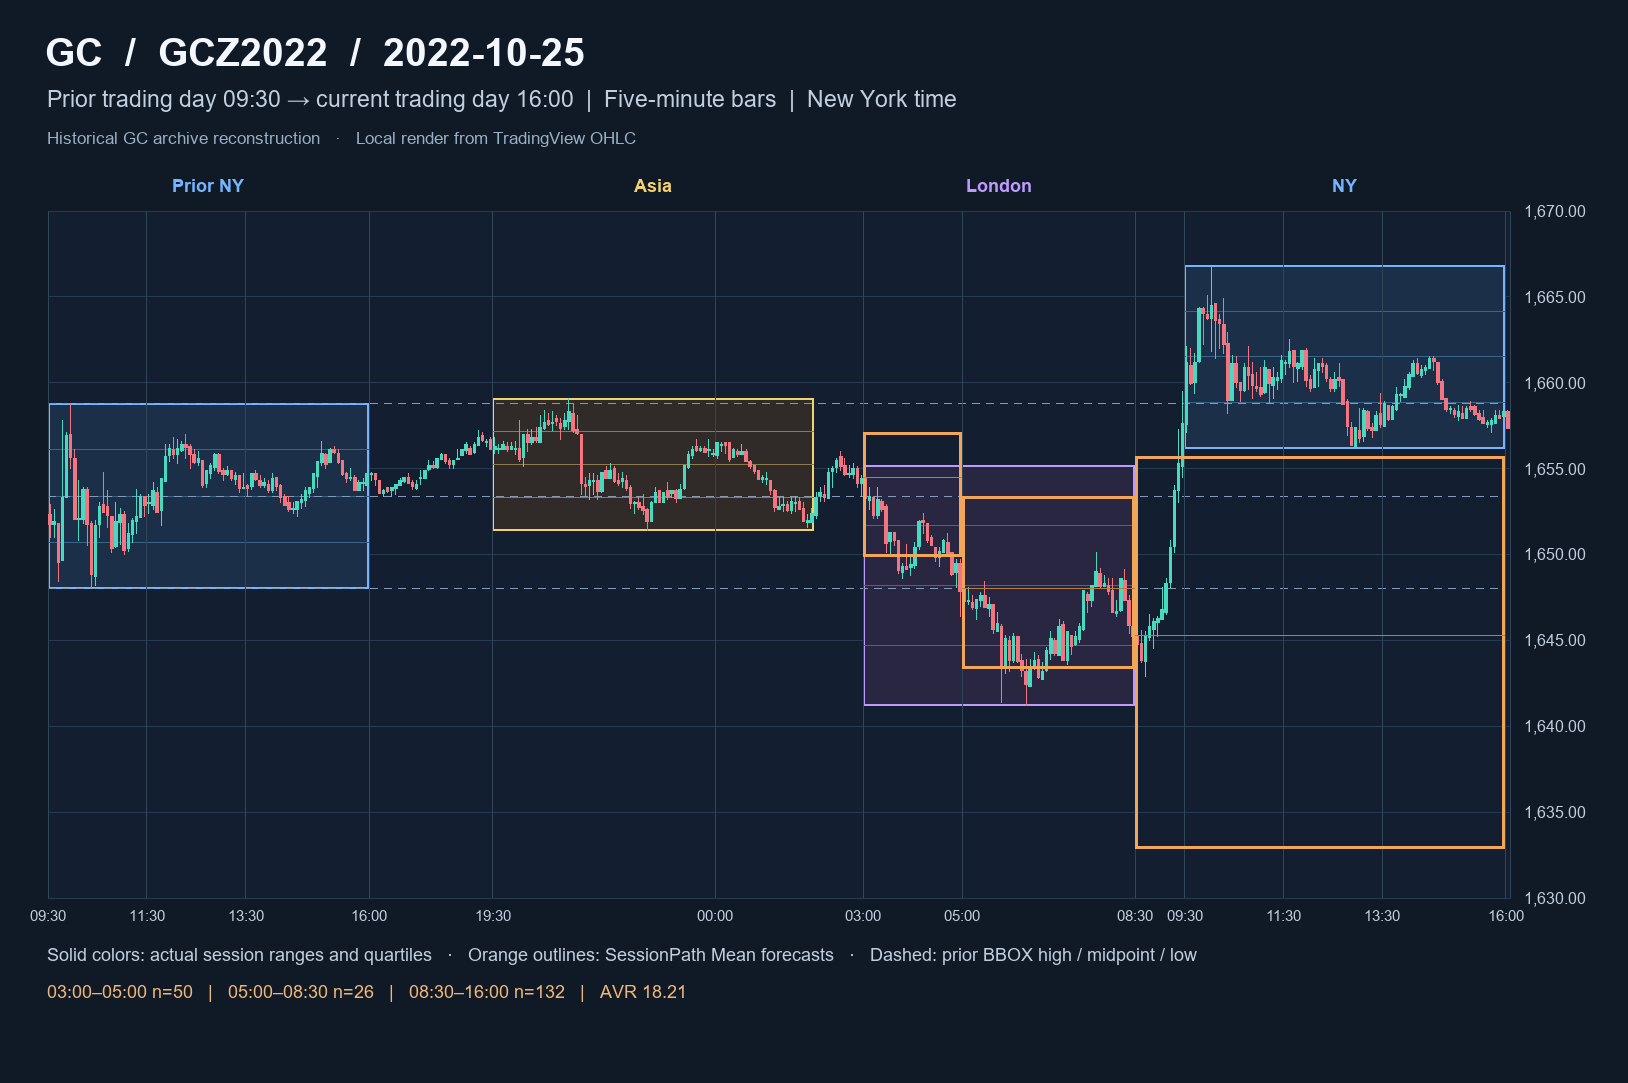 GC / GCZ2022 / 2022-10-25
Prior trading day 09:30 → current trading day 16:00 | Five-minute bars | New York time
Historical GC archive reconstruction · Local render from TradingView OHLC
Prior NY Asia London NY
1,670.00
1,665.00
1,660.00
1,655.00
1,650.00
1,645.00
1,640.00
1,635.00
1,630.00
09:30 11:30 13:30 16:00 19:30 00:00 03:00 05:00 08:30 09:30 11:30 13:30 16:00
Solid colors: actual session ranges and quartiles · Orange outlines: SessionPath Mean forecasts · Dashed: prior BBOX high / midpoint / low
03:00–05:00 n=50 | 05:00–08:30 n=26 | 08:30–16:00 n=132 | AVR 18.21